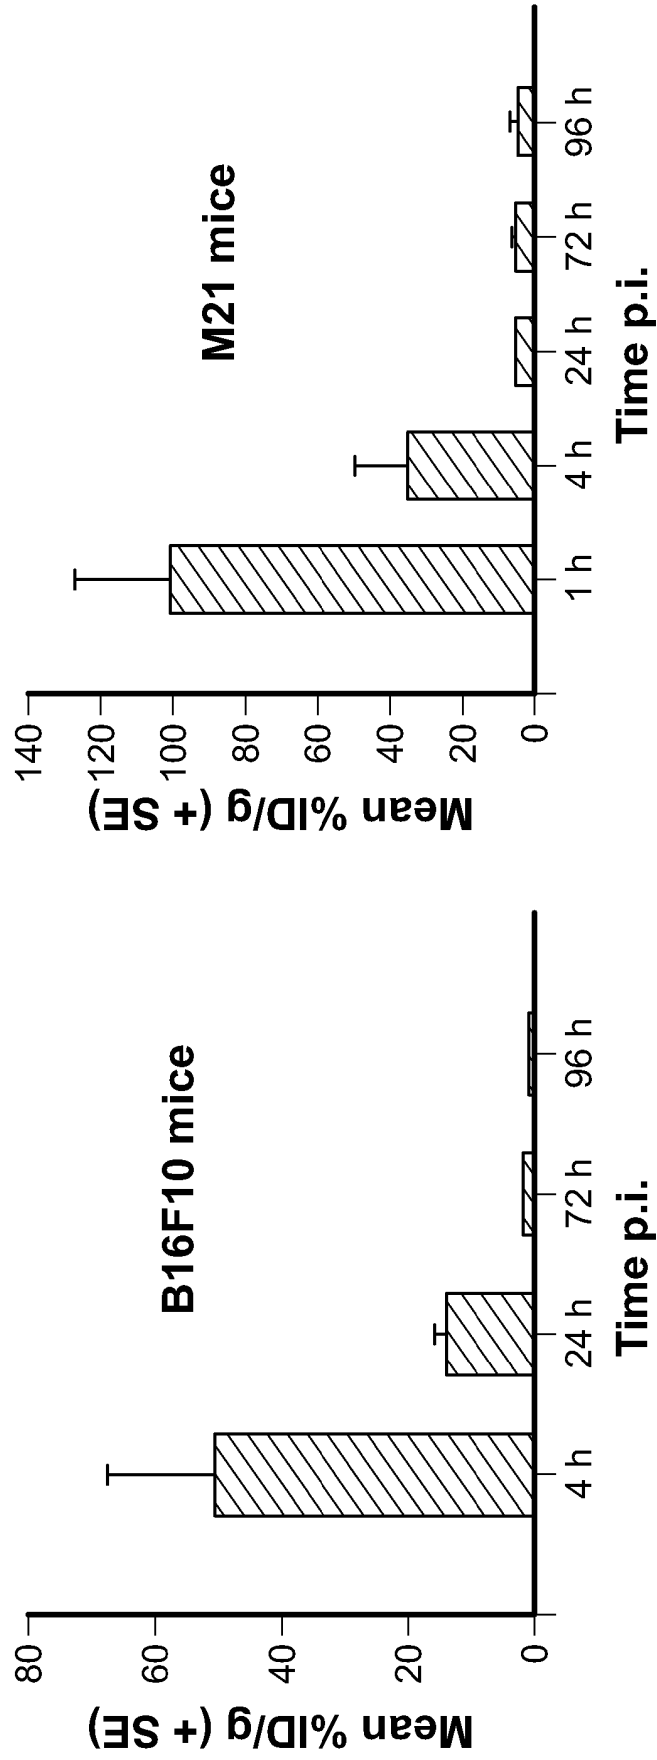 B16F10 mice
Mean %ID/g (+ SE)
80
60
40
20
0
4 h
24 h
72 h
96 h
Time p.i.
M21 mice
Mean %ID/g (+ SE)
140
120
100
80
60
40
20
0
1 h
4 h
24 h
72 h
96 h
Time p.i.